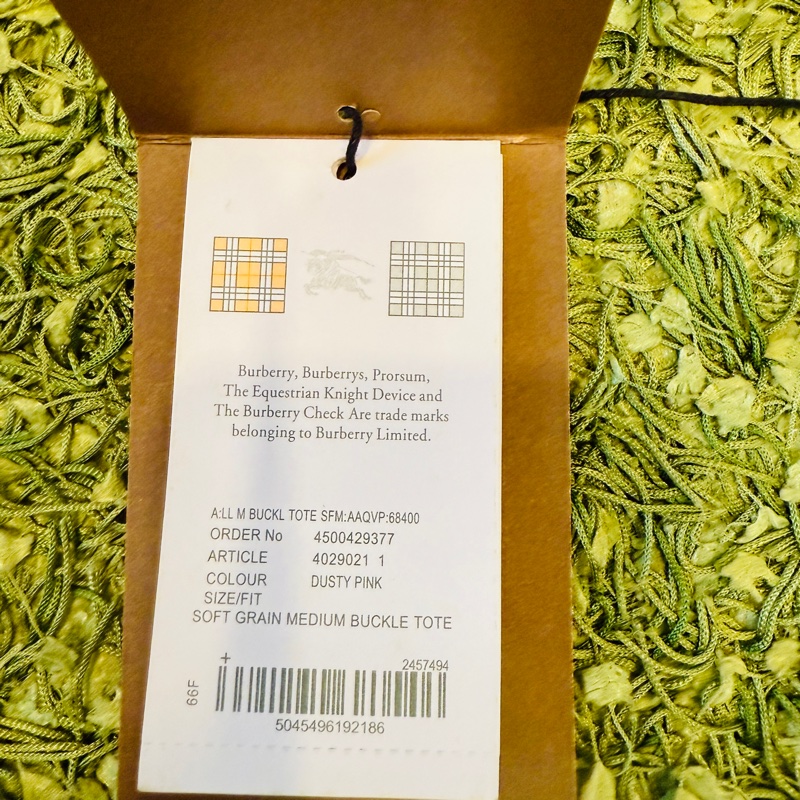 Burberry, Burberrys, Prorsum,
The Equestrian Knight Device and
The Burberry Check Are trade marks
belonging to Burberry Limited.
A:LL M BUCKL TOTE SFM:AAQVP:68400
ORDER No 4500429377
ARTICLE 4029021 1
COLOUR DUSTY PINK
SIZE/FIT
SOFT GRAIN MEDIUM BUCKLE TOTE
+ 2457494
66F
5045496192186